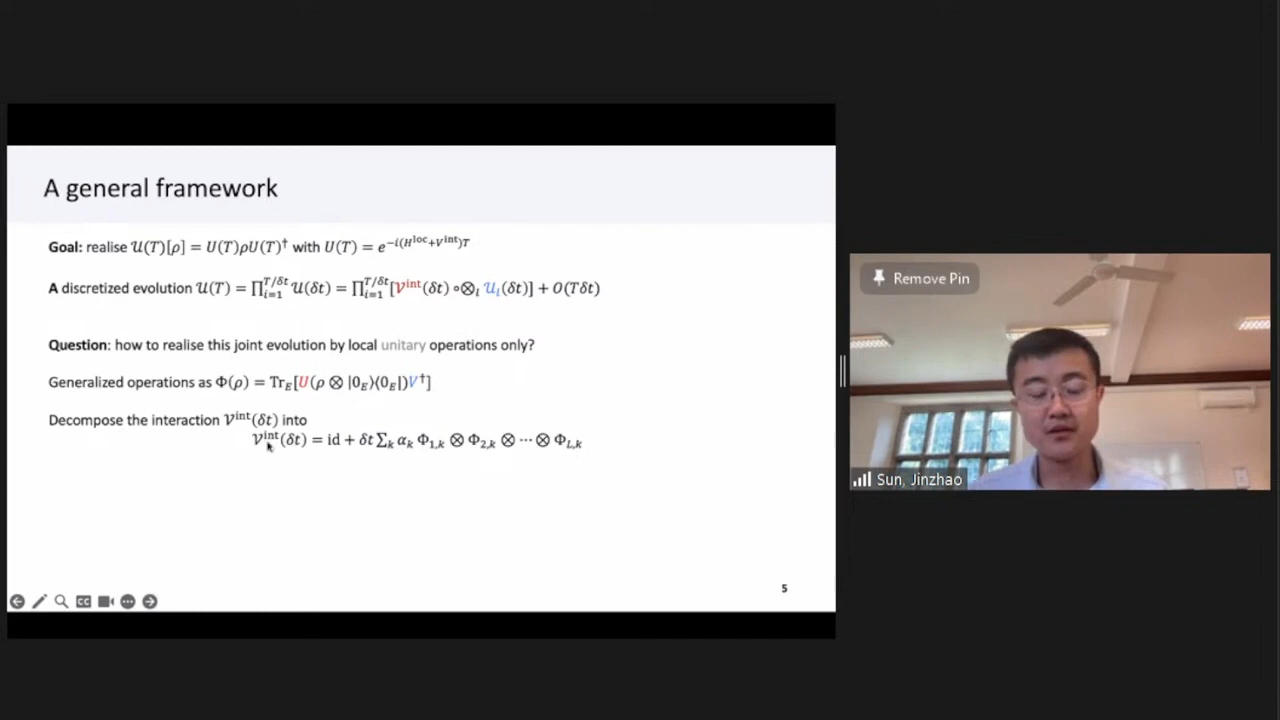 A general framework
Goal: realise 𝒰(T)[ρ] = U(T)ρU(T)† with U(T) = e^{−i(H^{loc}+V^{int})T}
A discretized evolution 𝒰(T) = ∏_{i=1}^{T/δt} 𝒰(δt) = ∏_{i=1}^{T/δt}[𝒱^{int}(δt) ∘⊗_l 𝒰_l(δt)] + O(Tδt)
Question: how to realise this joint evolution by local unitary operations only?
Generalized operations as Φ(ρ) = Tr_E[U(ρ ⊗ |0_E⟩⟨0_E|)V†]
Decompose the interaction 𝒱^{int}(δt) into
𝒱^{int}(δt) = id + δt ∑_k α_k Φ_{1,k} ⊗ Φ_{2,k} ⊗ ⋯ ⊗ Φ_{L,k}
5
CC
Remove Pin
Sun, Jinzhao